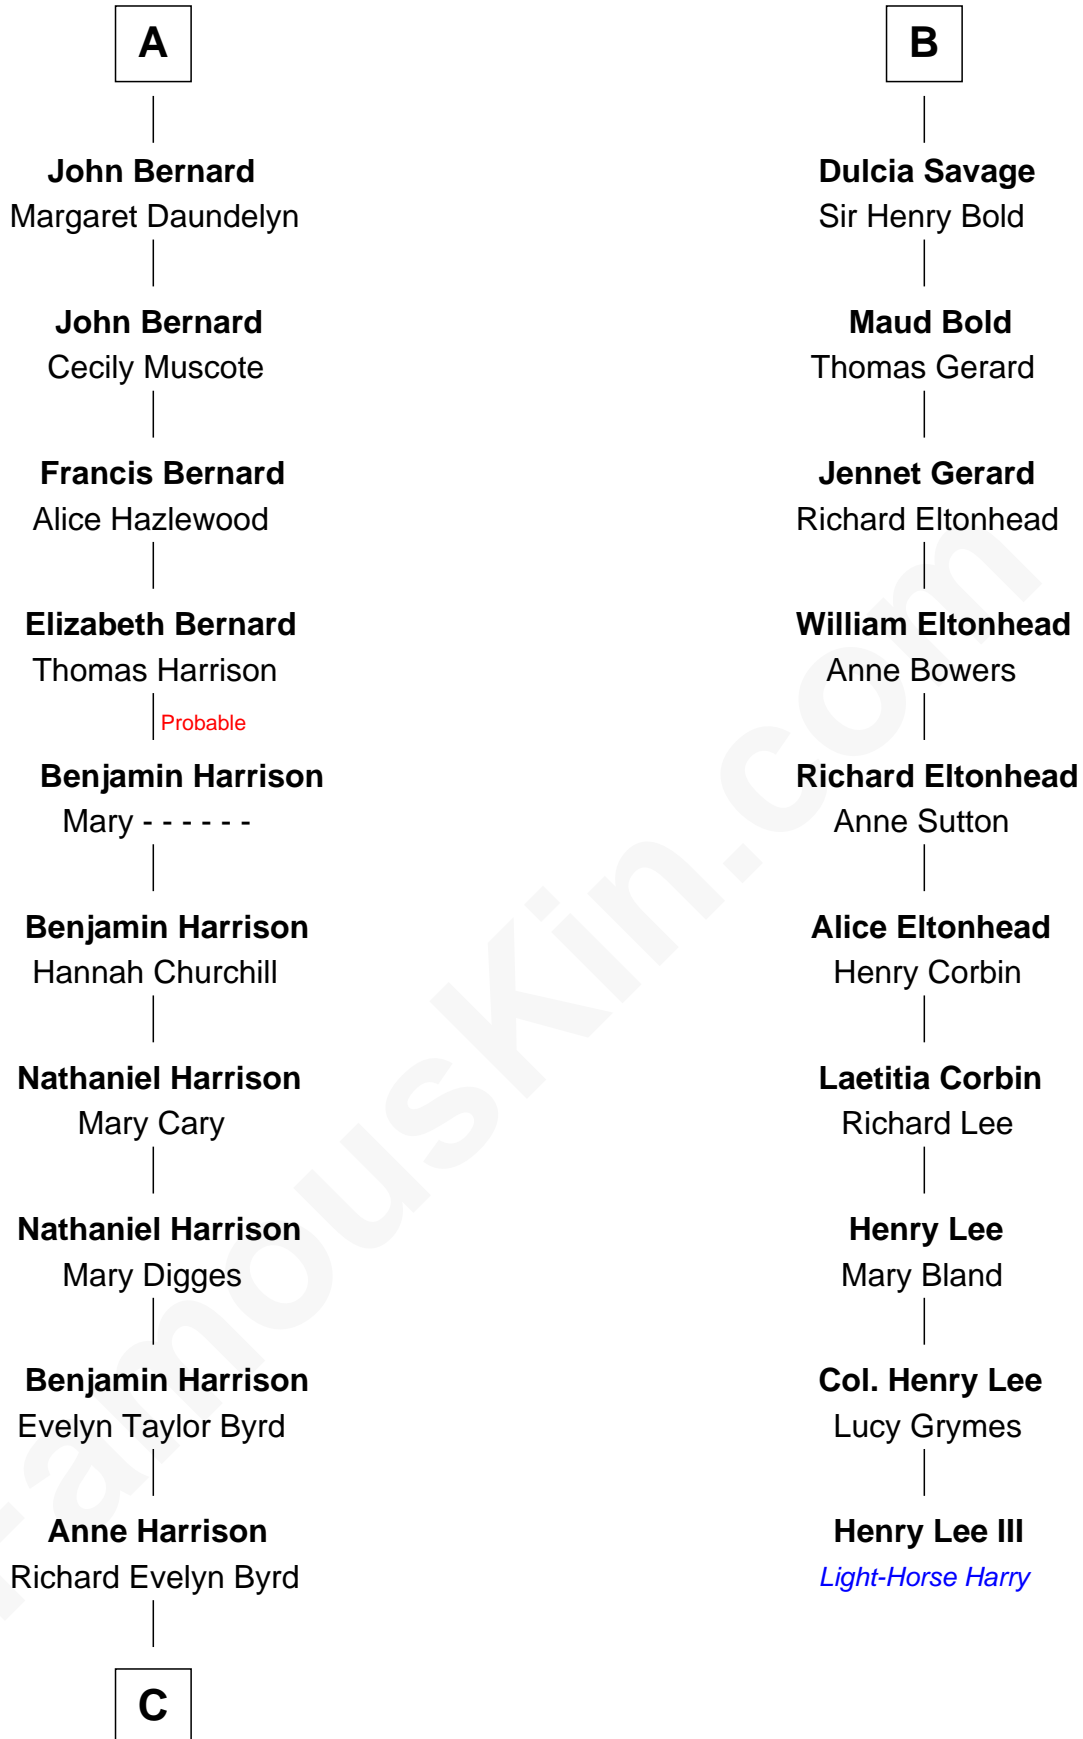 A
John Bernard
Margaret Daundelyn
John Bernard
Cecily Muscote
Francis Bernard
Alice Hazlewood
Elizabeth Bernard
Thomas Harrison
Probable
Benjamin Harrison
Mary - - - - - -
Benjamin Harrison
Hannah Churchill
Nathaniel Harrison
Mary Cary
Nathaniel Harrison
Mary Digges
Benjamin Harrison
Evelyn Taylor Byrd
Anne Harrison
Richard Evelyn Byrd
C
B
Dulcia Savage
Sir Henry Bold
Maud Bold
Thomas Gerard
Jennet Gerard
Richard Eltonhead
William Eltonhead
Anne Bowers
Richard Eltonhead
Anne Sutton
Alice Eltonhead
Henry Corbin
Laetitia Corbin
Richard Lee
Henry Lee
Mary Bland
Col. Henry Lee
Lucy Grymes
Henry Lee III
Light-Horse Harry
FamousKin.com